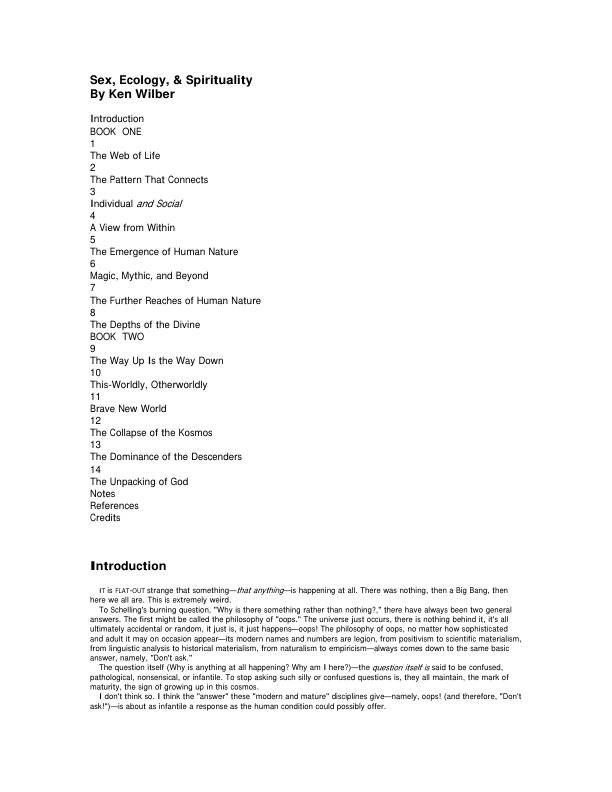 Sex, Ecology, & Spirituality
By Ken Wilber
Introduction
BOOK ONE
1
The Web of Life
2
The Pattern That Connects
3
Individual and Social
4
A View from Within
5
The Emergence of Human Nature
6
Magic, Mythic, and Beyond
7
The Further Reaches of Human Nature
8
The Depths of the Divine
BOOK TWO
9
The Way Up Is the Way Down
10
This-Worldly, Otherworldly
11
Brave New World
12
The Collapse of the Kosmos
13
The Dominance of the Descenders
14
The Unpacking of God
Notes
References
Credits
Introduction
IT is FLAT-OUT strange that something—that anything—is happening at all. There was nothing, then a Big Bang, then
here we all are. This is extremely weird.
To Schelling's burning question, "Why is there something rather than nothing?," there have always been two general
answers. The first might be called the philosophy of "oops." The universe just occurs, there is nothing behind it, it's all
ultimately accidental or random, it just is, it just happens—oops! The philosophy of oops, no matter how sophisticated
and adult it may on occasion appear—its modern names and numbers are legion, from positivism to scientific materialism,
from linguistic analysis to historical materialism, from naturalism to empiricism—always comes down to the same basic
answer, namely, "Don't ask."
The question itself (Why is anything at all happening? Why am I here?)—the question itself is said to be confused,
pathological, nonsensical, or infantile. To stop asking such silly or confused questions is, they all maintain, the mark of
maturity, the sign of growing up in this cosmos.
I don't think so. I think the "answer" these "modern and mature" disciplines give—namely, oops! (and therefore, "Don't
ask!")—is about as infantile a response as the human condition could possibly offer.